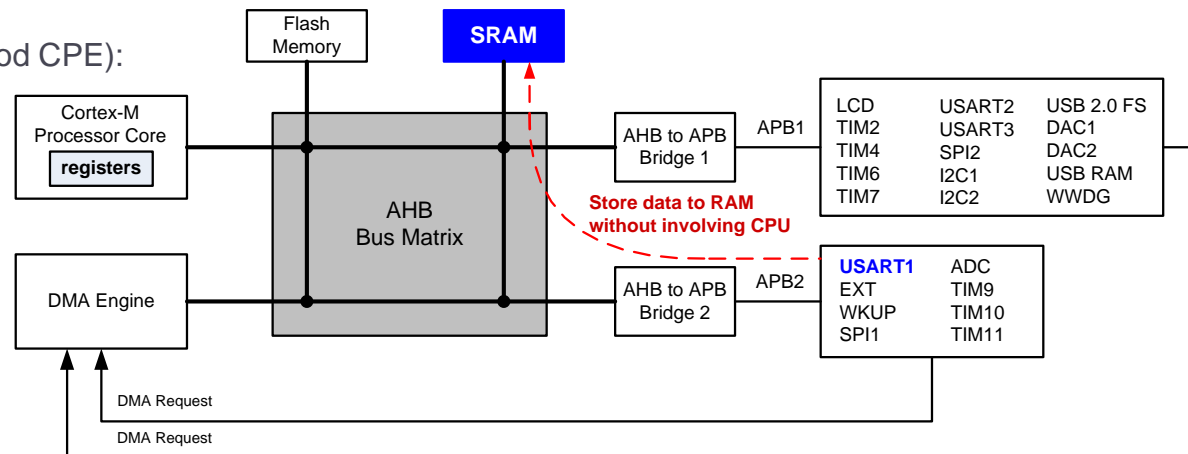 od CPE):
Flash
Memory
SRAM
Cortex-M
Processor Core
registers
AHB
Bus Matrix
AHB to APB
Bridge 1
APB1
LCD USART2 USB 2.0 FS
TIM2 USART3 DAC1
TIM4 SPI2 DAC2
TIM6 I2C1 USB RAM
TIM7 I2C2 WWDG
Store data to RAM
without involving CPU
DMA Engine
AHB to APB
Bridge 2
APB2
USART1 ADC
EXT TIM9
WKUP TIM10
SPI1 TIM11
DMA Request
DMA Request